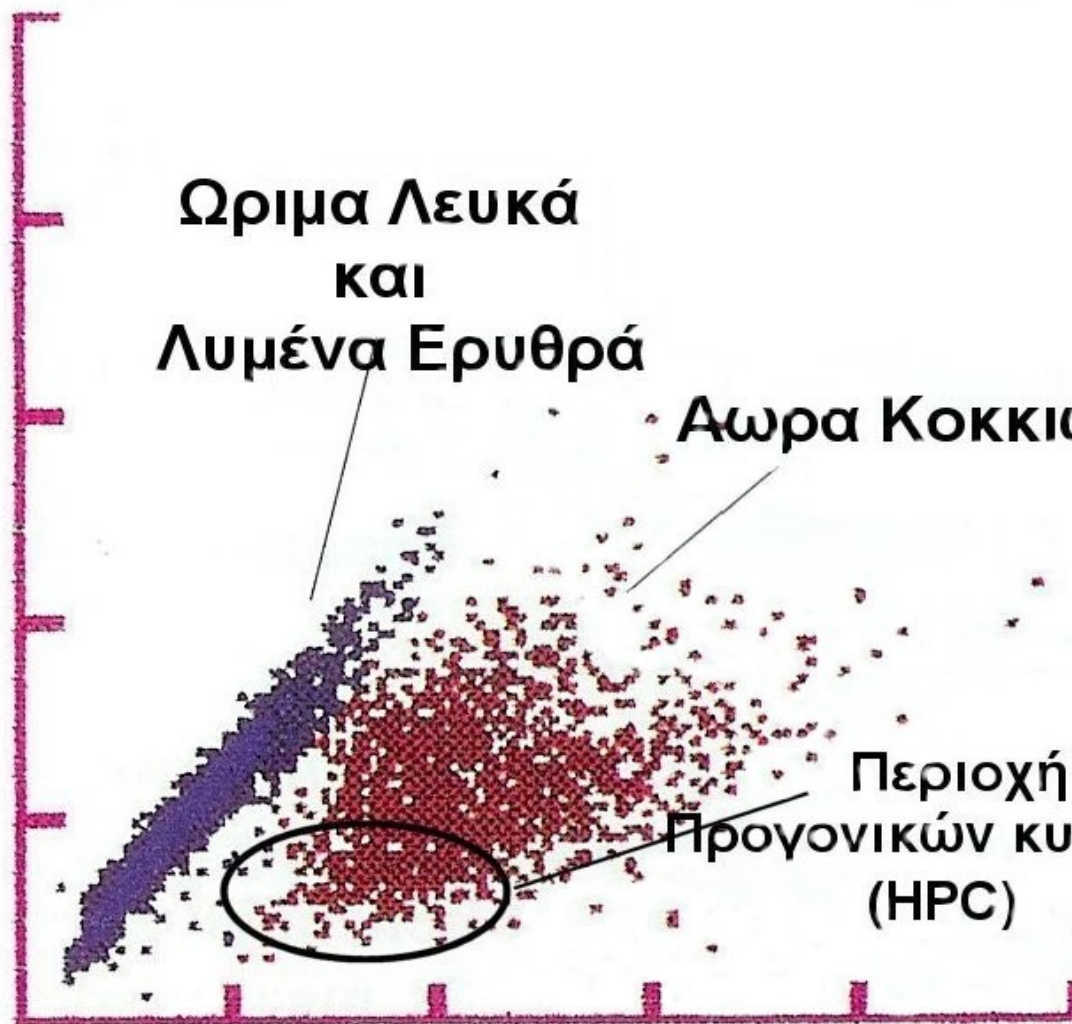 Ωριμα Λευκά
και
Λυμένα Ερυθρά
Αωρα
Περιοχή
Προγονικών
(HPC)